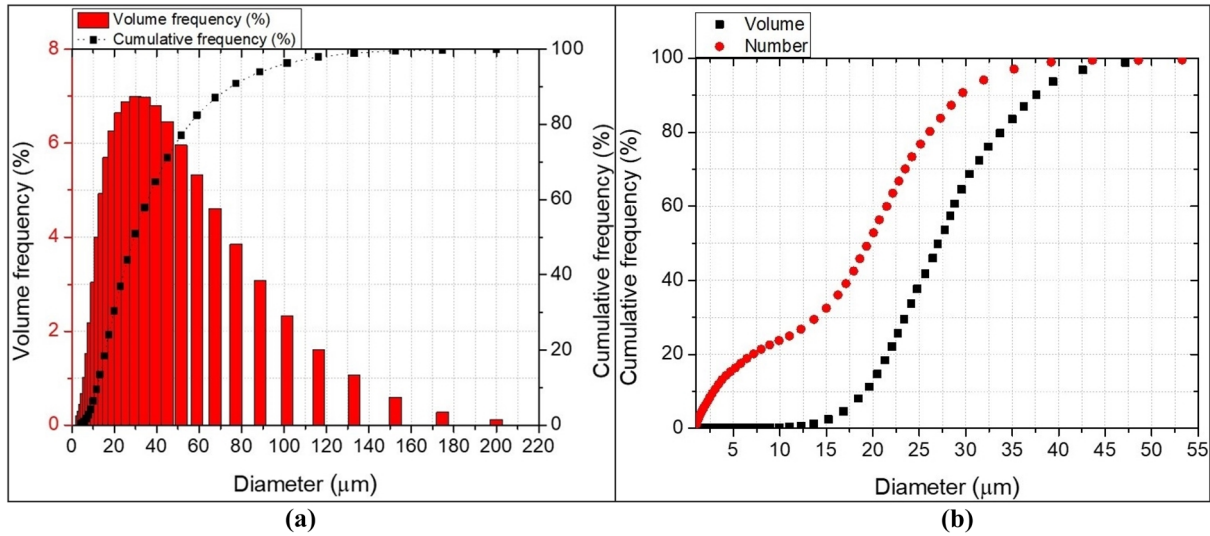 Volume frequency (%)
Cumulative frequency (%)
8
6
4
2
0
Volume frequency (%)
100
80
60
40
20
0
Cumulative frequency (%)
0 20 40 60 80 100 120 140 160 180 200 220
Diameter (μm)
(a)
Volume
Number
100
80
60
40
20
0
Cumulative frequency (%)
5 10 15 20 25 30 35 40 45 50 55
Diameter (μm)
(b)